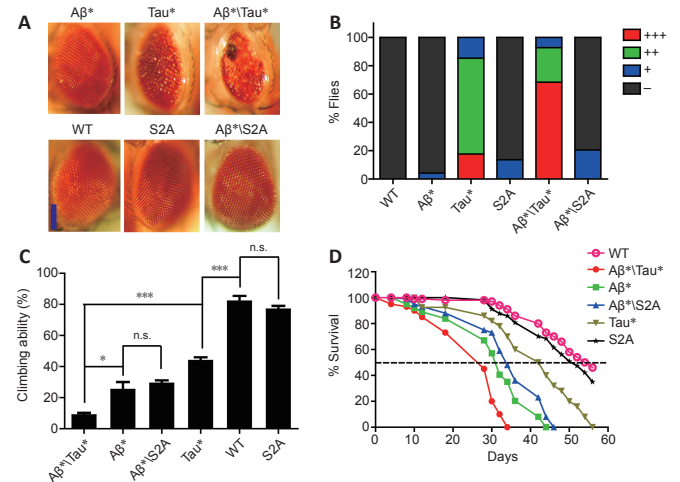 A
Aβ*
Tau*
Aβ*\Tau*
WT
S2A
Aβ*\S2A
B
% Flies
100
80
60
40
20
0
WT
Aβ*
Tau*
S2A
Aβ*\Tau*
Aβ*\S2A
+++
++
+
–
C
Climbing ability (%)
100
80
60
40
20
0
*
n.s.
***
***
n.s.
Aβ*\Tau*
Aβ*
Aβ*\S2A
Tau*
WT
S2A
D
% Survival
120
100
80
60
40
20
0
0 10 20 30 40 50 60
Days
WT
Aβ*\Tau*
Aβ*
Aβ*\S2A
Tau*
S2A